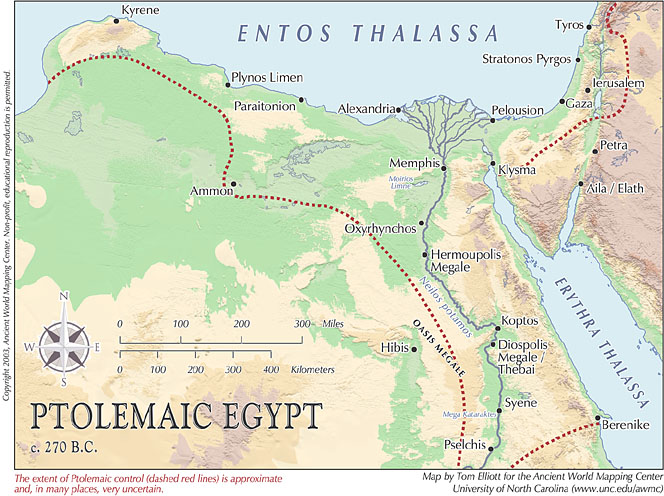 Kyrene
ENTOS THALASSA
Tyros
Plynos Limen
Stratonos Pyrgos
Paraitonion
Alexandria
Ierusalem
Gaza
Pelousion
Petra
Memphis
Klysma
Moirios
Limne
Ammon
Aila / Elath
Oxyrhynchos
Hermoupolis
Megale
Neilos potamos
ERYTHRA THALASSA
N
W
E
S
0 100 200 300 Miles
0 100 200 300 400 Kilometers
OASIS MEGALE
Koptos
Hibis
Diospolis
Megale /
Thebai
PTOLEMAIC EGYPT
c. 270 B.C.
Mega Kataraktes
Syene
Berenike
Pselchis
Copyright 2003, Ancient World Mapping Center. Non-profit, educational reproduction is permitted.
The extent of Ptolemaic control (dashed red lines) is approximate
and, in many places, very uncertain.
Map by Tom Elliott for the Ancient World Mapping Center
University of North Carolina (www.unc.edu/awmc)